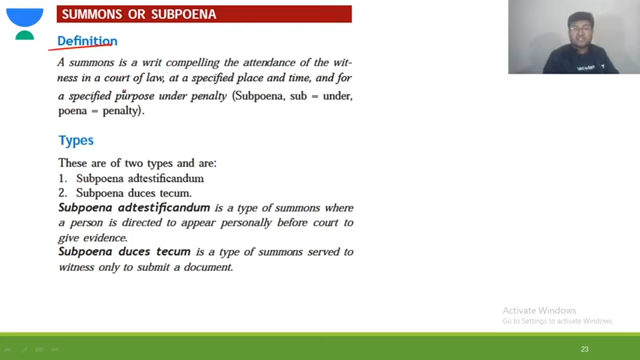 SUMMONS OR SUBPOENA
Definition
A summons is a writ compelling the attendance of the wit-
ness in a court of law, at a specified place and time, and for
a specified purpose under penalty (Subpoena, sub = under,
poena = penalty).
Types
These are of two types and are:
1. Subpoena adtestificandum
2. Subpoena duces tecum.
Subpoena adtestificandum is a type of summons where
a person is directed to appear personally before court to
give evidence.
Subpoena duces tecum is a type of summons served to
witness only to submit a document.
Activate Windows
Go to Settings to activate Windows.
23